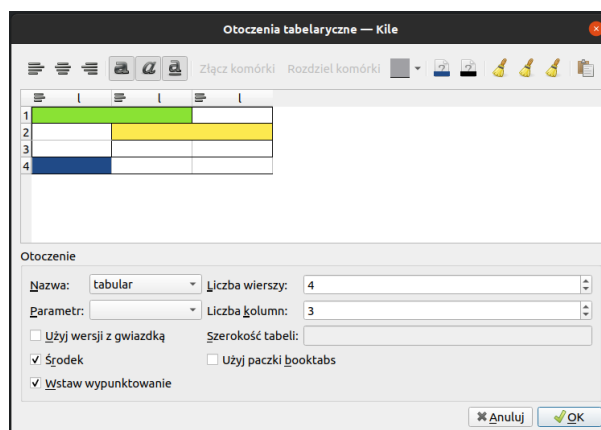 Otoczenia tabelaryczne — Kile
a a a Złącz komórki Rozdziel komórki
l l l
1
2
3
4
Otoczenie
Nazwa: tabular Liczba wierszy: 4
Parametr: Liczba kolumn: 3
Użyj wersji z gwiazdką Szerokość tabeli:
Środek Użyj paczki booktabs
Wstaw wypunktowanie
Anuluj OK